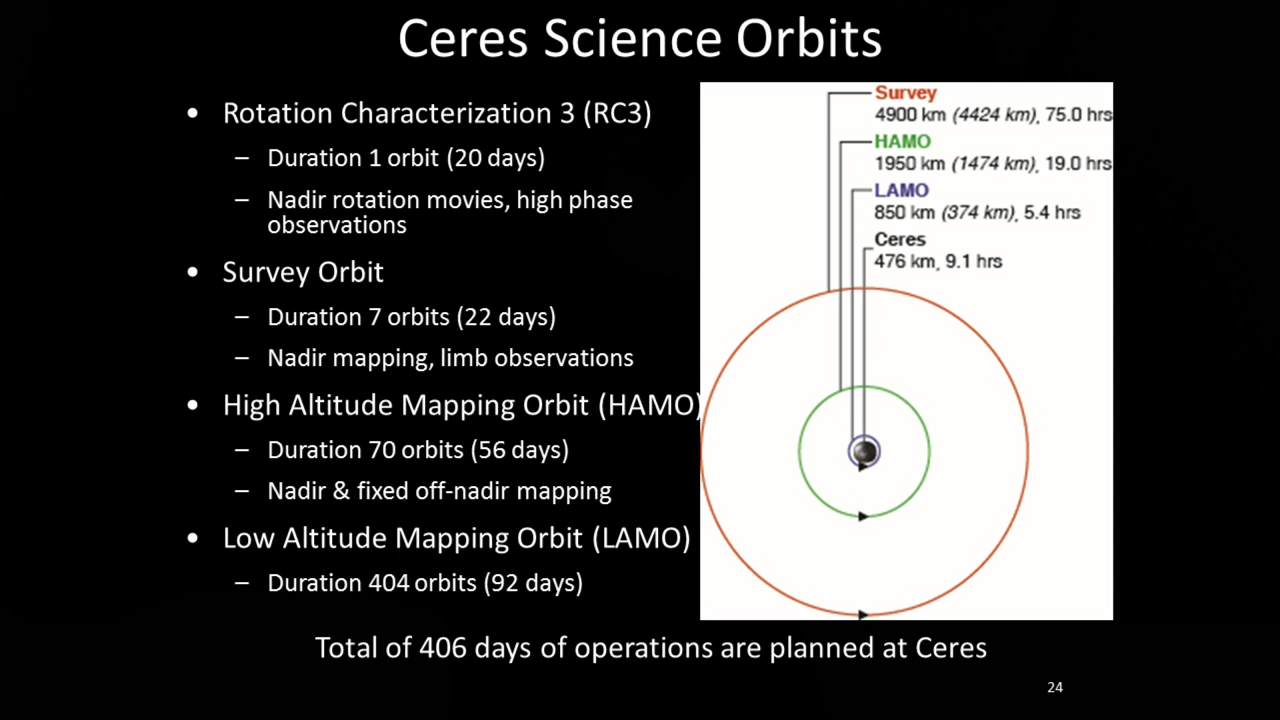 Ceres Science Orbits
• Rotation Characterization 3 (RC3)
– Duration 1 orbit (20 days)
– Nadir rotation movies, high phase
observations
• Survey Orbit
– Duration 7 orbits (22 days)
– Nadir mapping, limb observations
• High Altitude Mapping Orbit (HAMO)
– Duration 70 orbits (56 days)
– Nadir & fixed off-nadir mapping
• Low Altitude Mapping Orbit (LAMO)
– Duration 404 orbits (92 days)
Survey
4900 km (4424 km), 75.0 hrs
HAMO
1950 km (1474 km), 19.0 hrs
LAMO
850 km (374 km), 5.4 hrs
Ceres
476 km, 9.1 hrs
Total of 406 days of operations are planned at Ceres
24